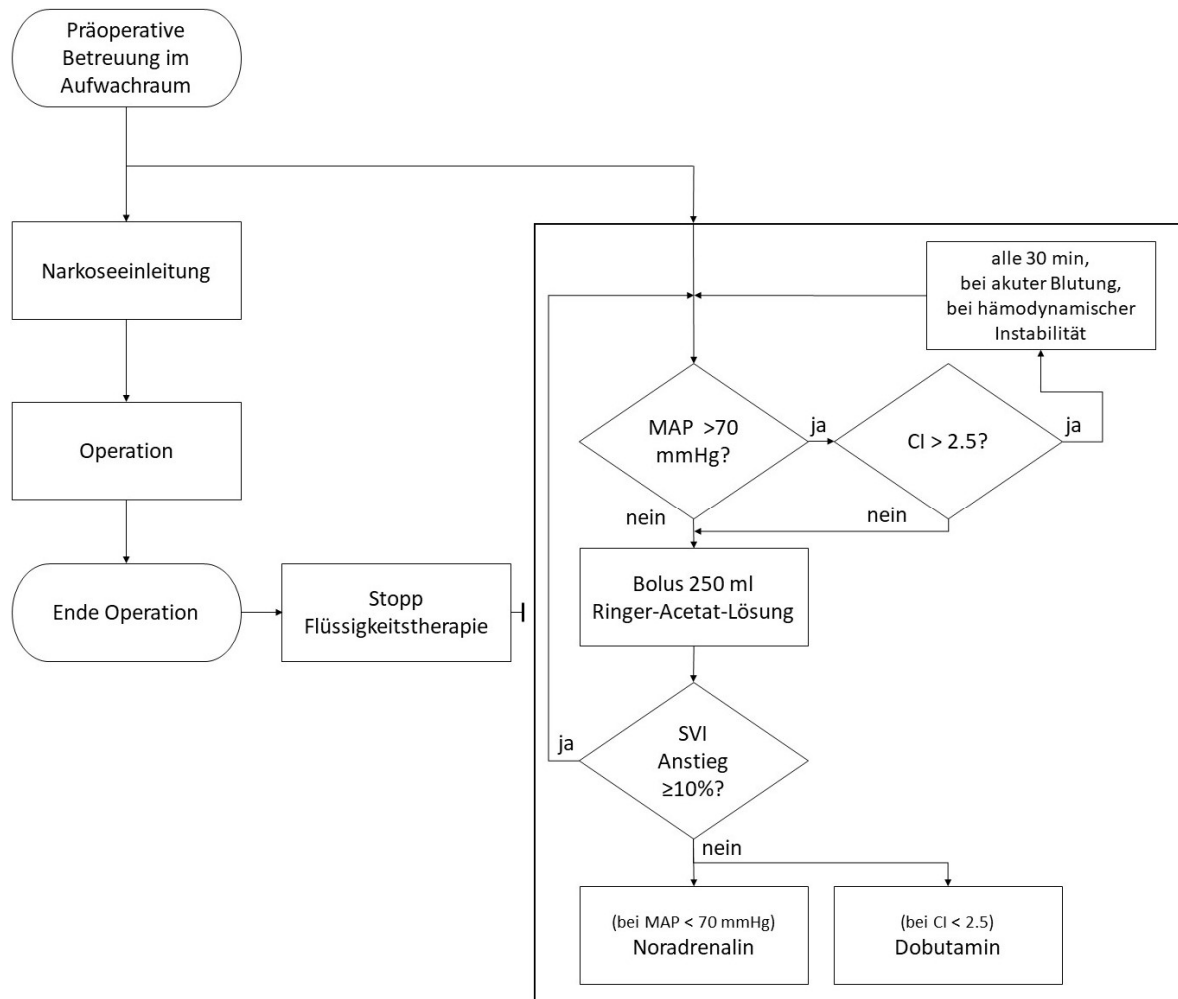 Präoperative
Betreuung im
Aufwachraum
Narkoseeinleitung
Operation
Ende Operation
Stopp
Flüssigkeitstherapie
alle 30 min,
bei akuter Blutung,
bei hämodynamischer
Instabilität
MAP >70
mmHg?
ja
CI > 2.5?
ja
nein
nein
Bolus 250 ml
Ringer-Acetat-Lösung
SVI
Anstieg
≥10%?
ja
nein
(bei MAP < 70 mmHg)
Noradrenalin
(bei CI < 2.5)
Dobutamin